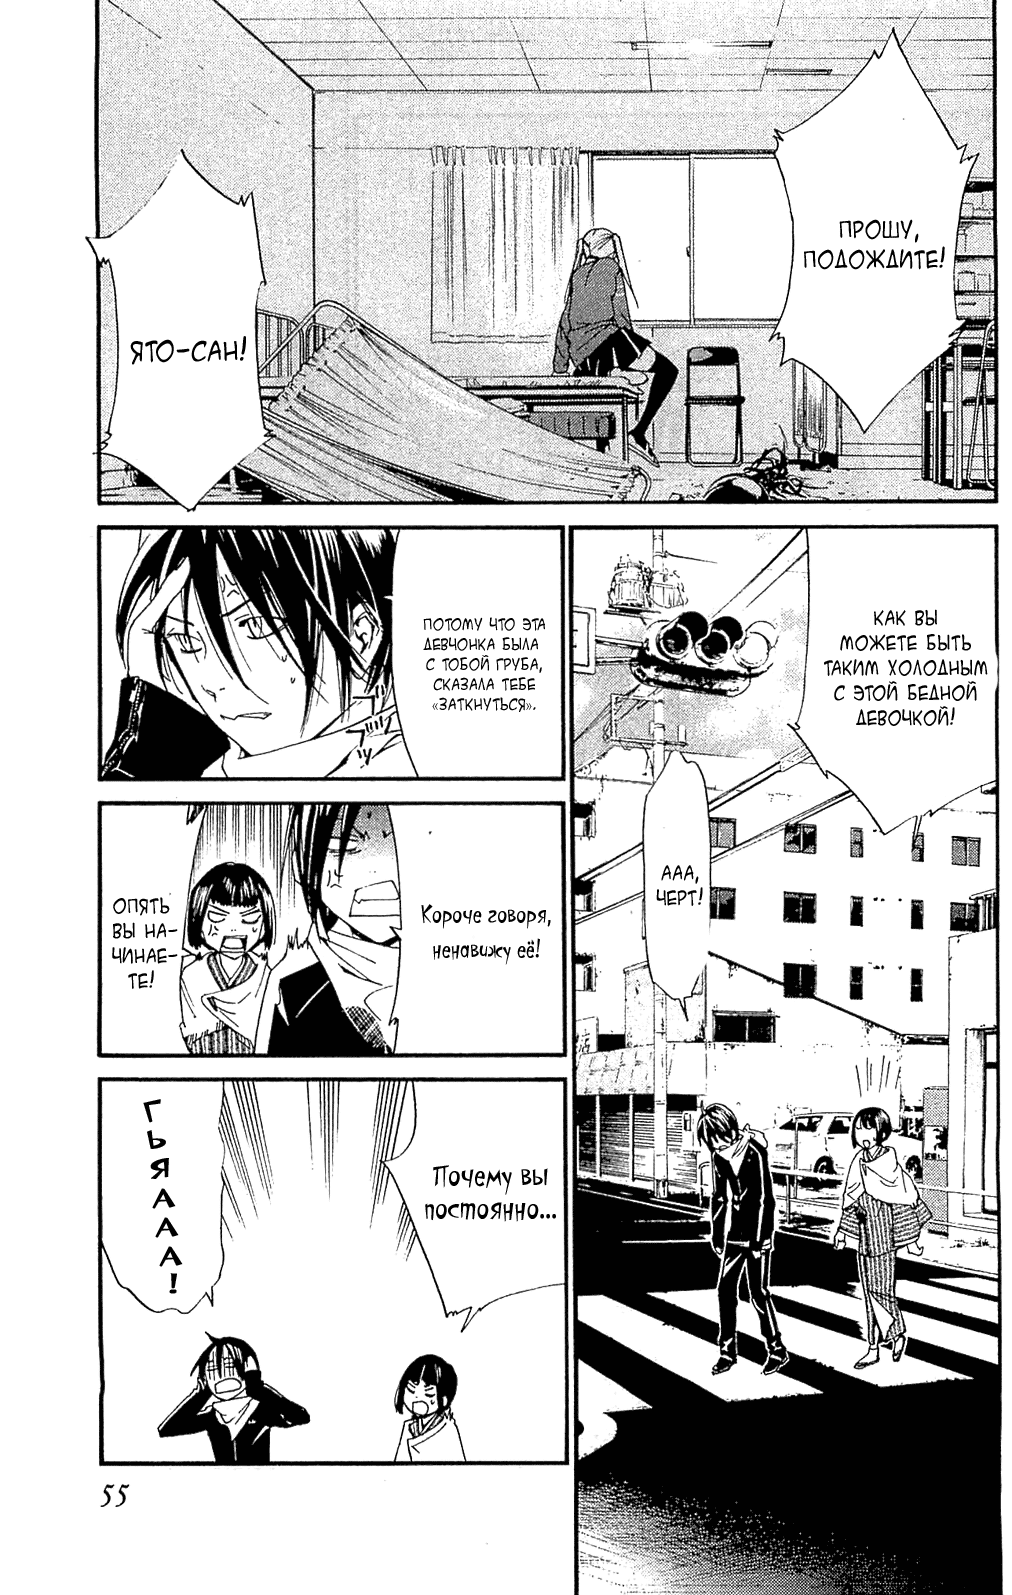 ПРОШУ,
ПОДОЖДИТЕ!
ЯТО-САН!
КАК ВЫ
МОЖЕТЕ БЫТЬ
ТАКИМ ХОЛОДНЫМ
С ЭТОЙ БЕДНОЙ
ДЕВОЧКОЙ!
ААА,
ЧЕРТ!
ПОТОМУ ЧТО ЭТА
ДЕВЧОНКА БЫЛА
С ТОБОЙ ГРУБА,
СКАЗАЛА ТЕБЕ
«ЗАТКНУТЬСЯ».
Короче говоря,
ненавижу её!
ОПЯТЬ
ВЫ НА-
ЧИНАЕ-
ТЕ!
Почему вы
постоянно...
ГЬЯААА!
55